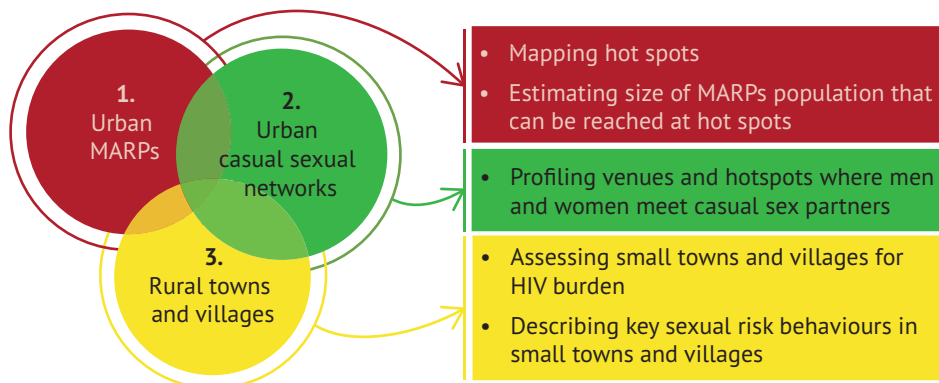 1.
Urban
MARPs
2.
Urban
casual sexual
networks
3.
Rural towns
and villages
• Mapping hot spots
• Estimating size of MARPs population that
can be reached at hot spots
• Profiling venues and hotspots where men
and women meet casual sex partners
• Assessing small towns and villages for
HIV burden
• Describing key sexual risk behaviours in
small towns and villages